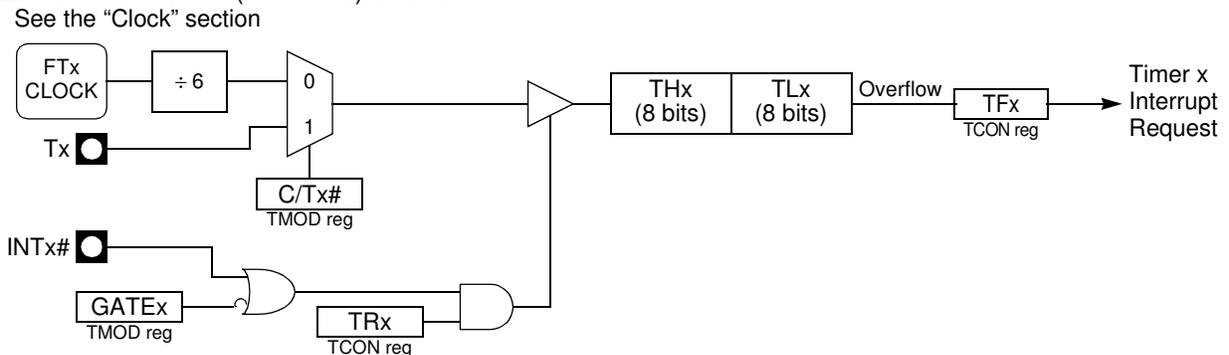 See the “Clock” section
FTx
CLOCK
÷ 6
0
1
Tx
C/Tx#
TMOD reg
THx
(8 bits)
TLx
(8 bits)
Overflow
TFx
TCON reg
Timer x
Interrupt
Request
INTx#
GATEx
TMOD reg
TRx
TCON reg